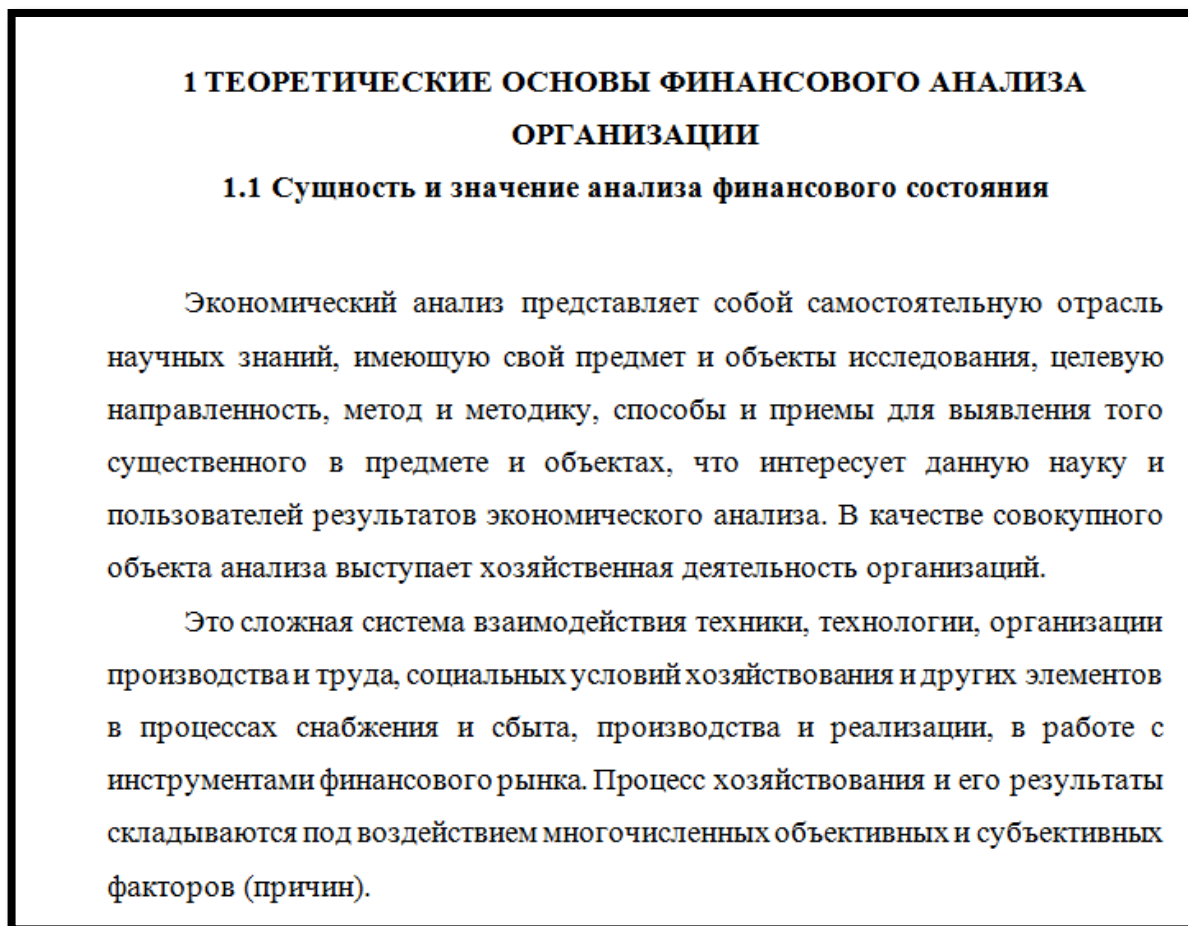 1 ТЕОРЕТИЧЕСКИЕ ОСНОВЫ ФИНАНСОВОГО АНАЛИЗА
ОРГАНИЗАЦИИ
1.1 Сущность и значение анализа финансового состояния
Экономический анализ представляет собой самостоятельную отрасль
научных знаний, имеющую свой предмет и объекты исследования, целевую
направленность, метод и методику, способы и приемы для выявления того
существенного в предмете и объектах, что интересует данную науку и
пользователей результатов экономического анализа. В качестве совокупного
объекта анализа выступает хозяйственная деятельность организаций.
Это сложная система взаимодействия техники, технологии, организации
производства и труда, социальных условий хозяйствования и других элементов
в процессах снабжения и сбыта, производства и реализации, в работе с
инструментами финансового рынка. Процесс хозяйствования и его результаты
складываются под воздействием многочисленных объективных и субъективных
факторов (причин).